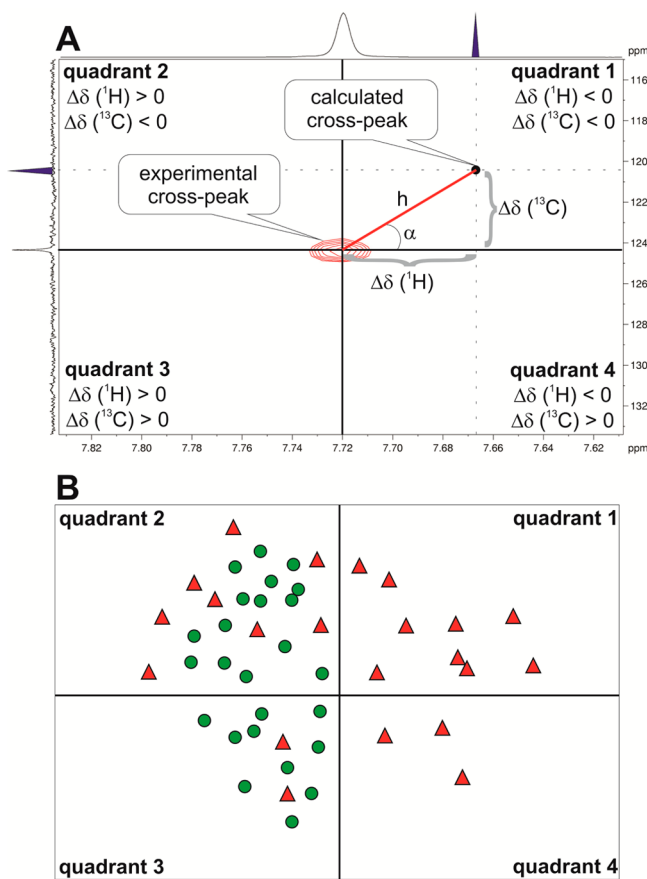 A
ppm
quadrant 2
Δδ (¹H) > 0
Δδ (¹³C) < 0
quadrant 1
Δδ (¹H) < 0
Δδ (¹³C) < 0
calculated
cross-peak
experimental
cross-peak
h
α
Δδ (¹³C)
Δδ (¹H)
quadrant 3
Δδ (¹H) > 0
Δδ (¹³C) > 0
quadrant 4
Δδ (¹H) < 0
Δδ (¹³C) > 0
116
118
120
122
124
126
128
130
132
7.82 7.80 7.78 7.76 7.74 7.72 7.70 7.68 7.66 7.64 7.62 ppm
B
quadrant 2
quadrant 1
quadrant 3
quadrant 4